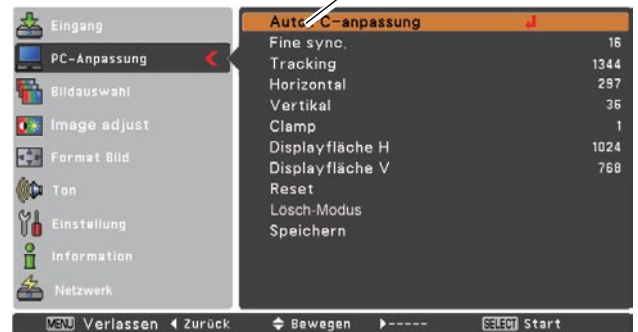 Eingang
PC-Anpassung
Bildauswahl
Image adjust
Format Bild
Ton
Einstellung
Information
Netzwerk
Auto PC-anpassung
Fine sync. 16
Tracking 1344
Horizontal 297
Vertikal 36
Clamp 1
Displayfläche H 1024
Displayfläche V 768
Reset
Lösch-Modus
Speichern
MENU Verlassen Zurück Bewegen ----- SELECT Start